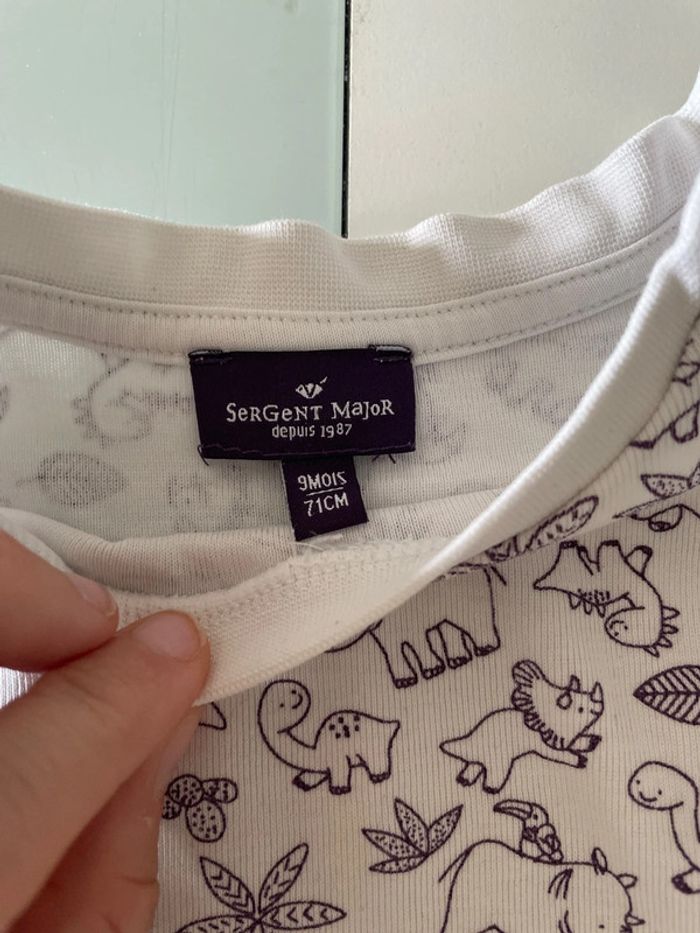 SerGent Major
depuis 1987
9MOIS
71CM